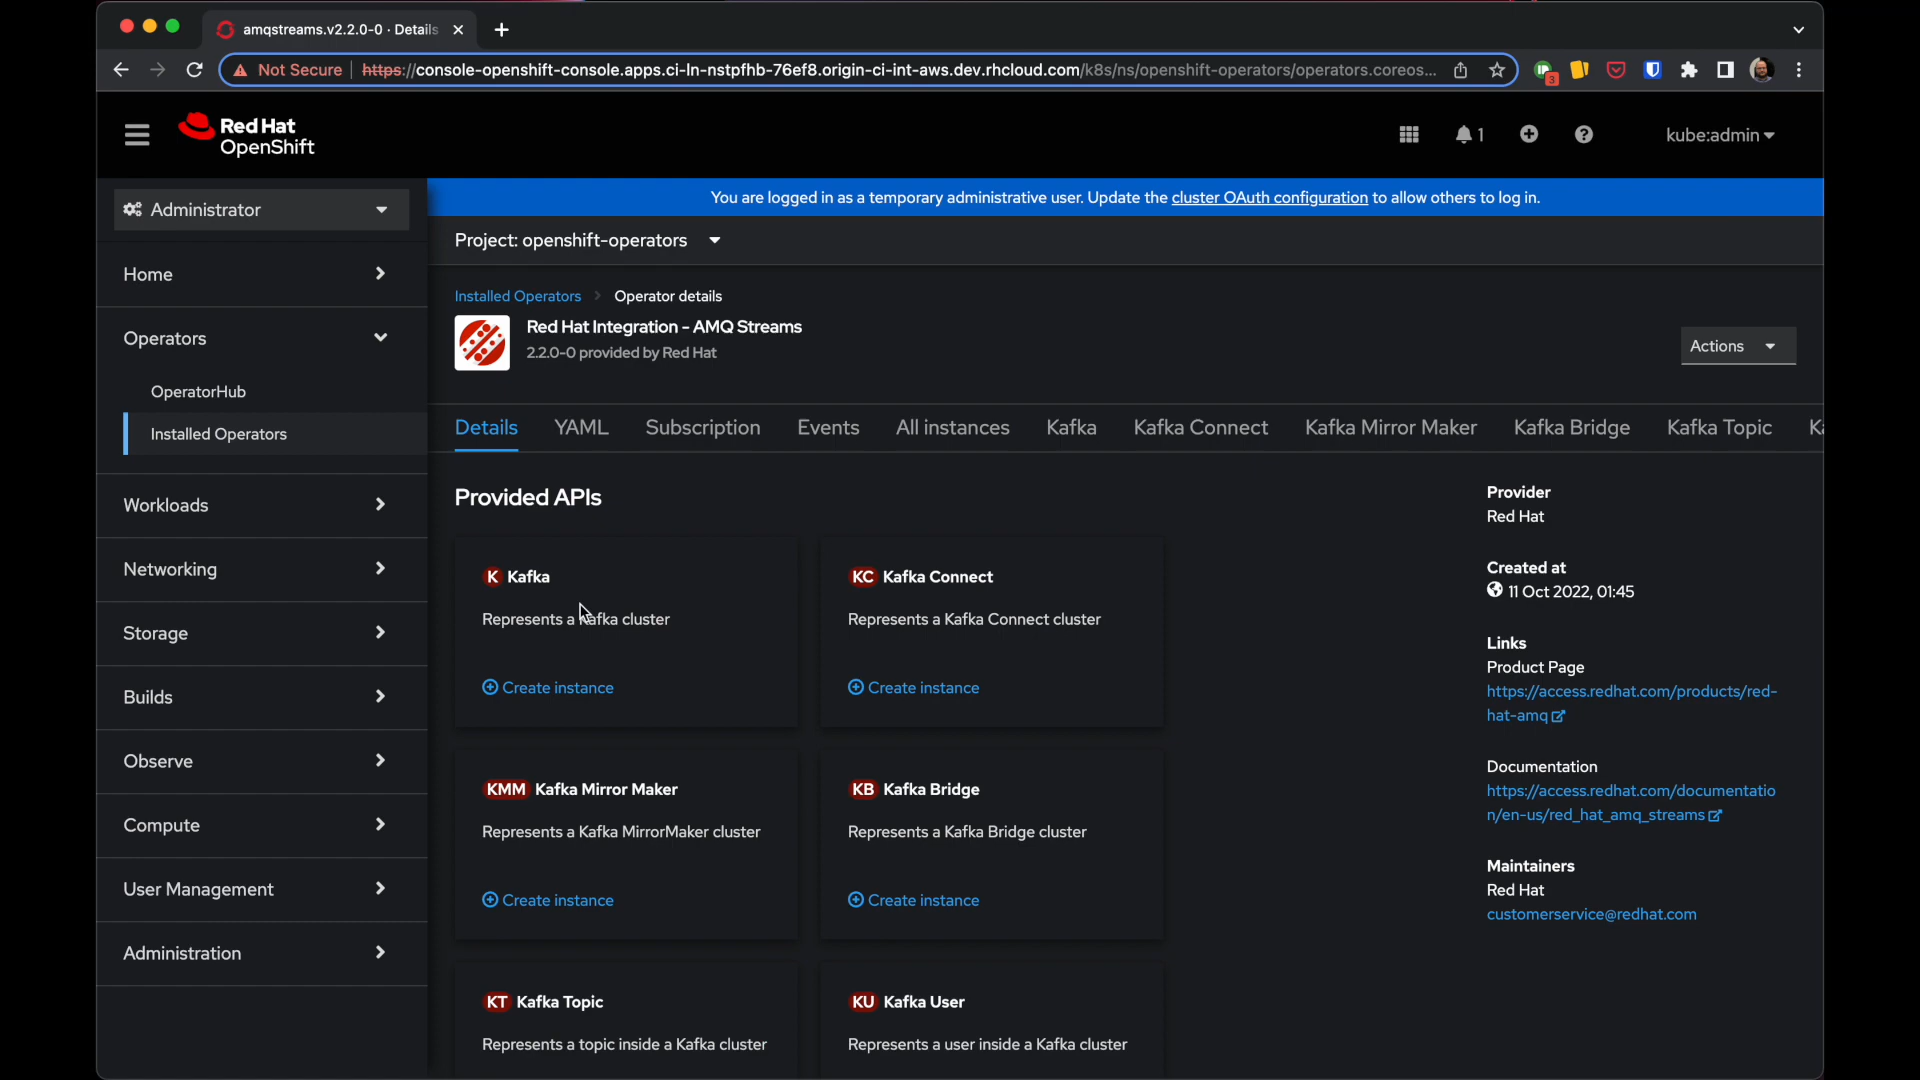 amqstreams.v2.2.0-0 · Details
Not Secure | https://console-openshift-console.apps.ci-ln-nstpfhb-76ef8.origin-ci-int-aws.dev.rhcloud.com/k8s/ns/openshift-operators/operators.coreos...
3
Red Hat
OpenShift
1
kube:admin
Administrator
You are logged in as a temporary administrative user. Update the cluster OAuth configuration to allow others to log in.
Project: openshift-operators
Home
Operators
OperatorHub
Installed Operators
Workloads
Networking
Storage
Builds
Observe
Compute
User Management
Administration
Installed Operators
Operator details
Red Hat Integration - AMQ Streams
2.2.0-0 provided by Red Hat
Actions
Details YAML Subscription Events All instances Kafka Kafka Connect Kafka Mirror Maker Kafka Bridge Kafka Topic
Provided APIs
K Kafka
Represents a Kafka cluster
Create instance
KC Kafka Connect
Represents a Kafka Connect cluster
Create instance
KMM Kafka Mirror Maker
Represents a Kafka MirrorMaker cluster
Create instance
KB Kafka Bridge
Represents a Kafka Bridge cluster
Create instance
KT Kafka Topic
Represents a topic inside a Kafka cluster
KU Kafka User
Represents a user inside a Kafka cluster
Provider
Red Hat
Created at
11 Oct 2022, 01:45
Links
Product Page
https://access.redhat.com/products/red-
hat-amq
Documentation
https://access.redhat.com/documentatio
n/en-us/red_hat_amq_streams
Maintainers
Red Hat
customerservice@redhat.com